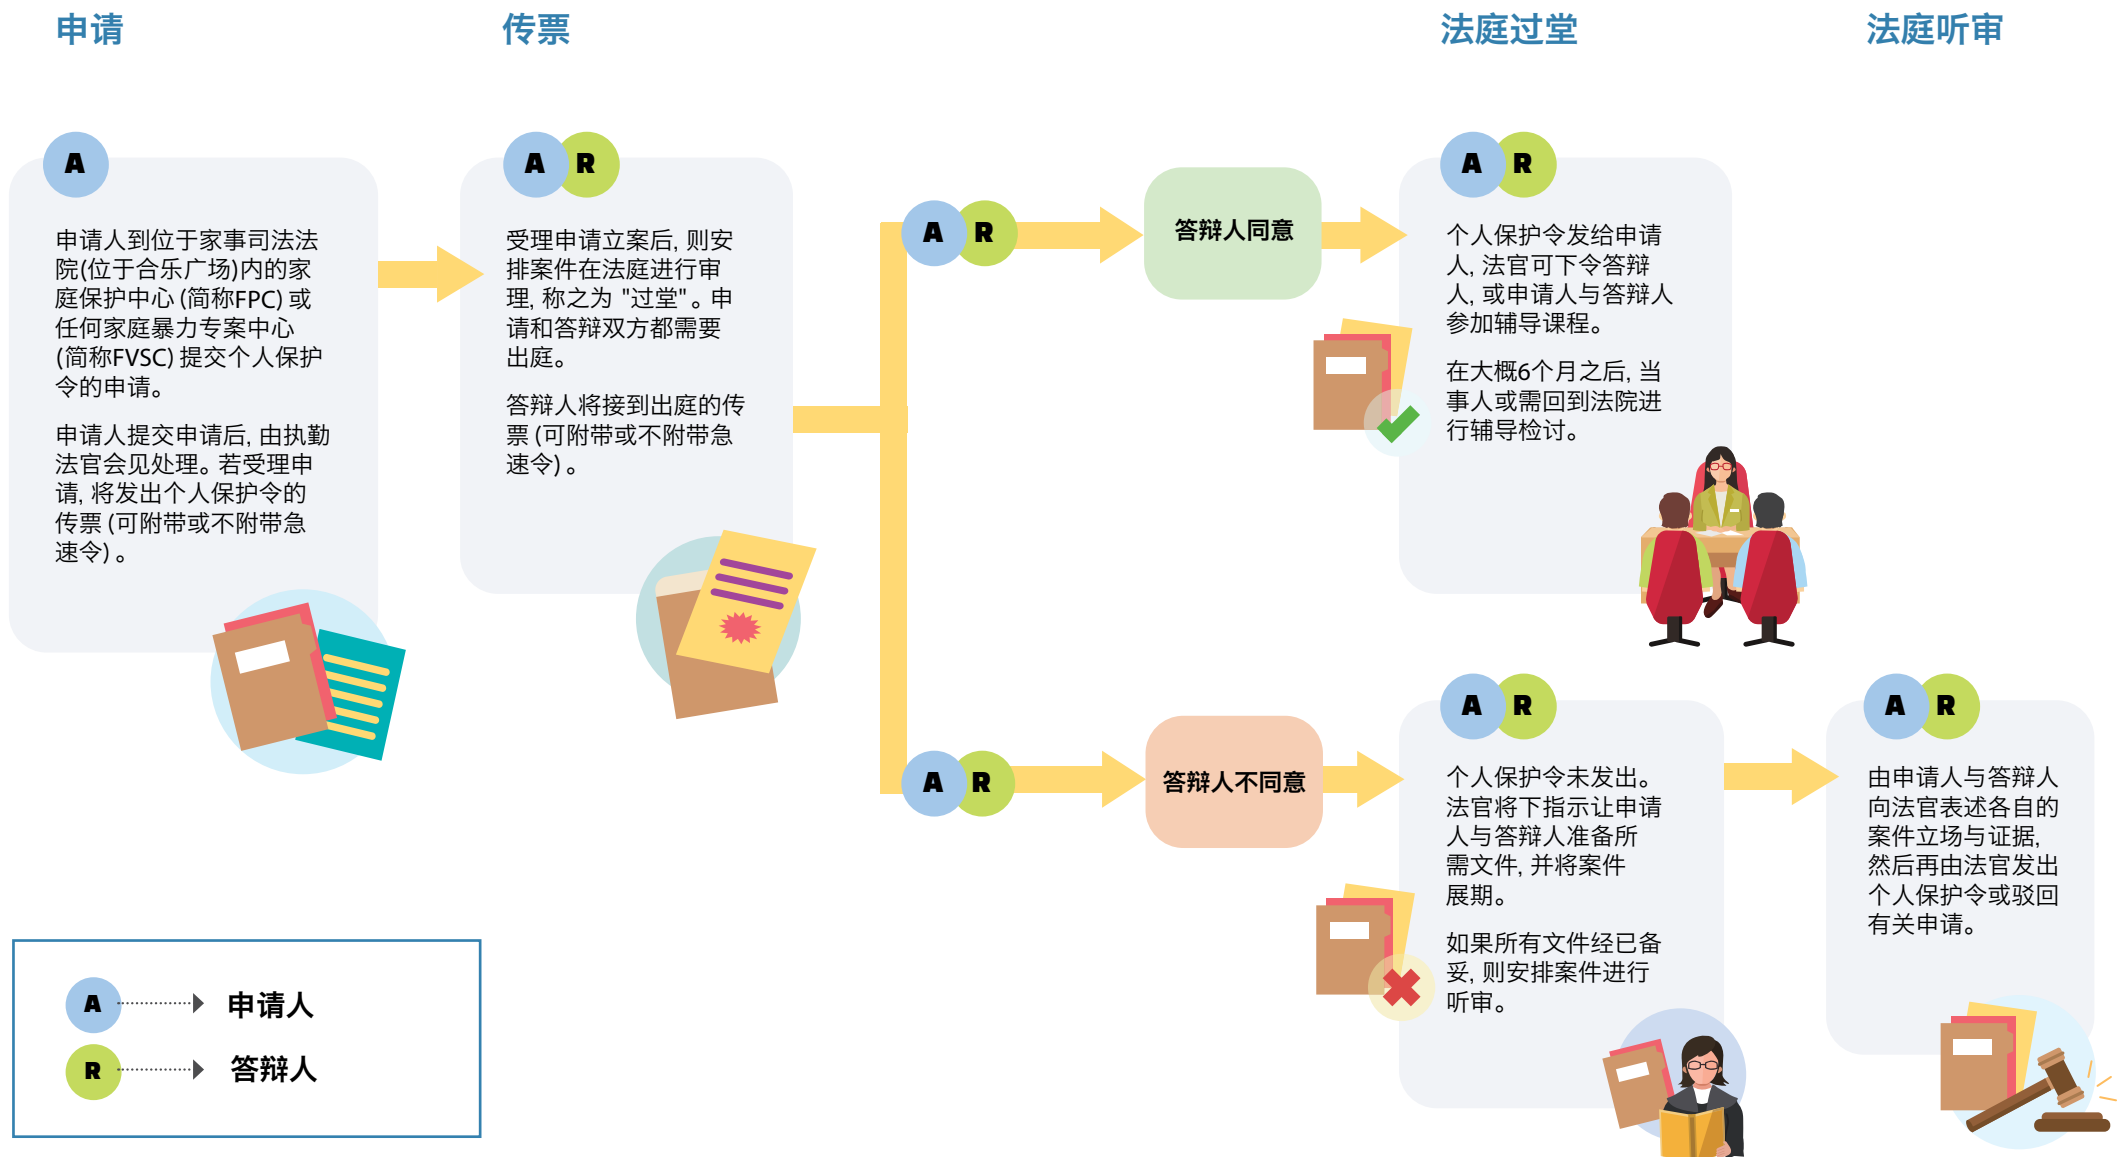 申请
传票
法庭过堂
法庭听审
A
申请人到位于家事司法法
院(位于合乐广场)内的家
庭保护中心 (简称FPC) 或
任何家庭暴力专案中心
(简称FVSC) 提交个人保护
令的申请。
申请人提交申请后, 由执勤
法官会见处理。若受理申
请, 将发出个人保护令的
传票 (可附带或不附带急
速令) 。
A R
受理申请立案后, 则安
排案件在法庭进行审
理, 称之为 "过堂" 。申
请和答辩双方都需要
出庭。
答辩人将接到出庭的传
票 (可附带或不附带急
速令) 。
A R
答辩人同意
A R
个人保护令发给申请
人, 法官可下令答辩
人, 或申请人与答辩人
参加辅导课程。
在大概6个月之后, 当
事人或需回到法院进
行辅导检讨。
A R
答辩人不同意
A R
个人保护令未发出。
法官将下指示让申请
人与答辩人准备所
需文件, 并将案件
展期。
如果所有文件经已备
妥, 则安排案件进行
听审。
A R
由申请人与答辩人
向法官表述各自的
案件立场与证据,
然后再由法官发出
个人保护令或驳回
有关申请。
A 申请人
R 答辩人